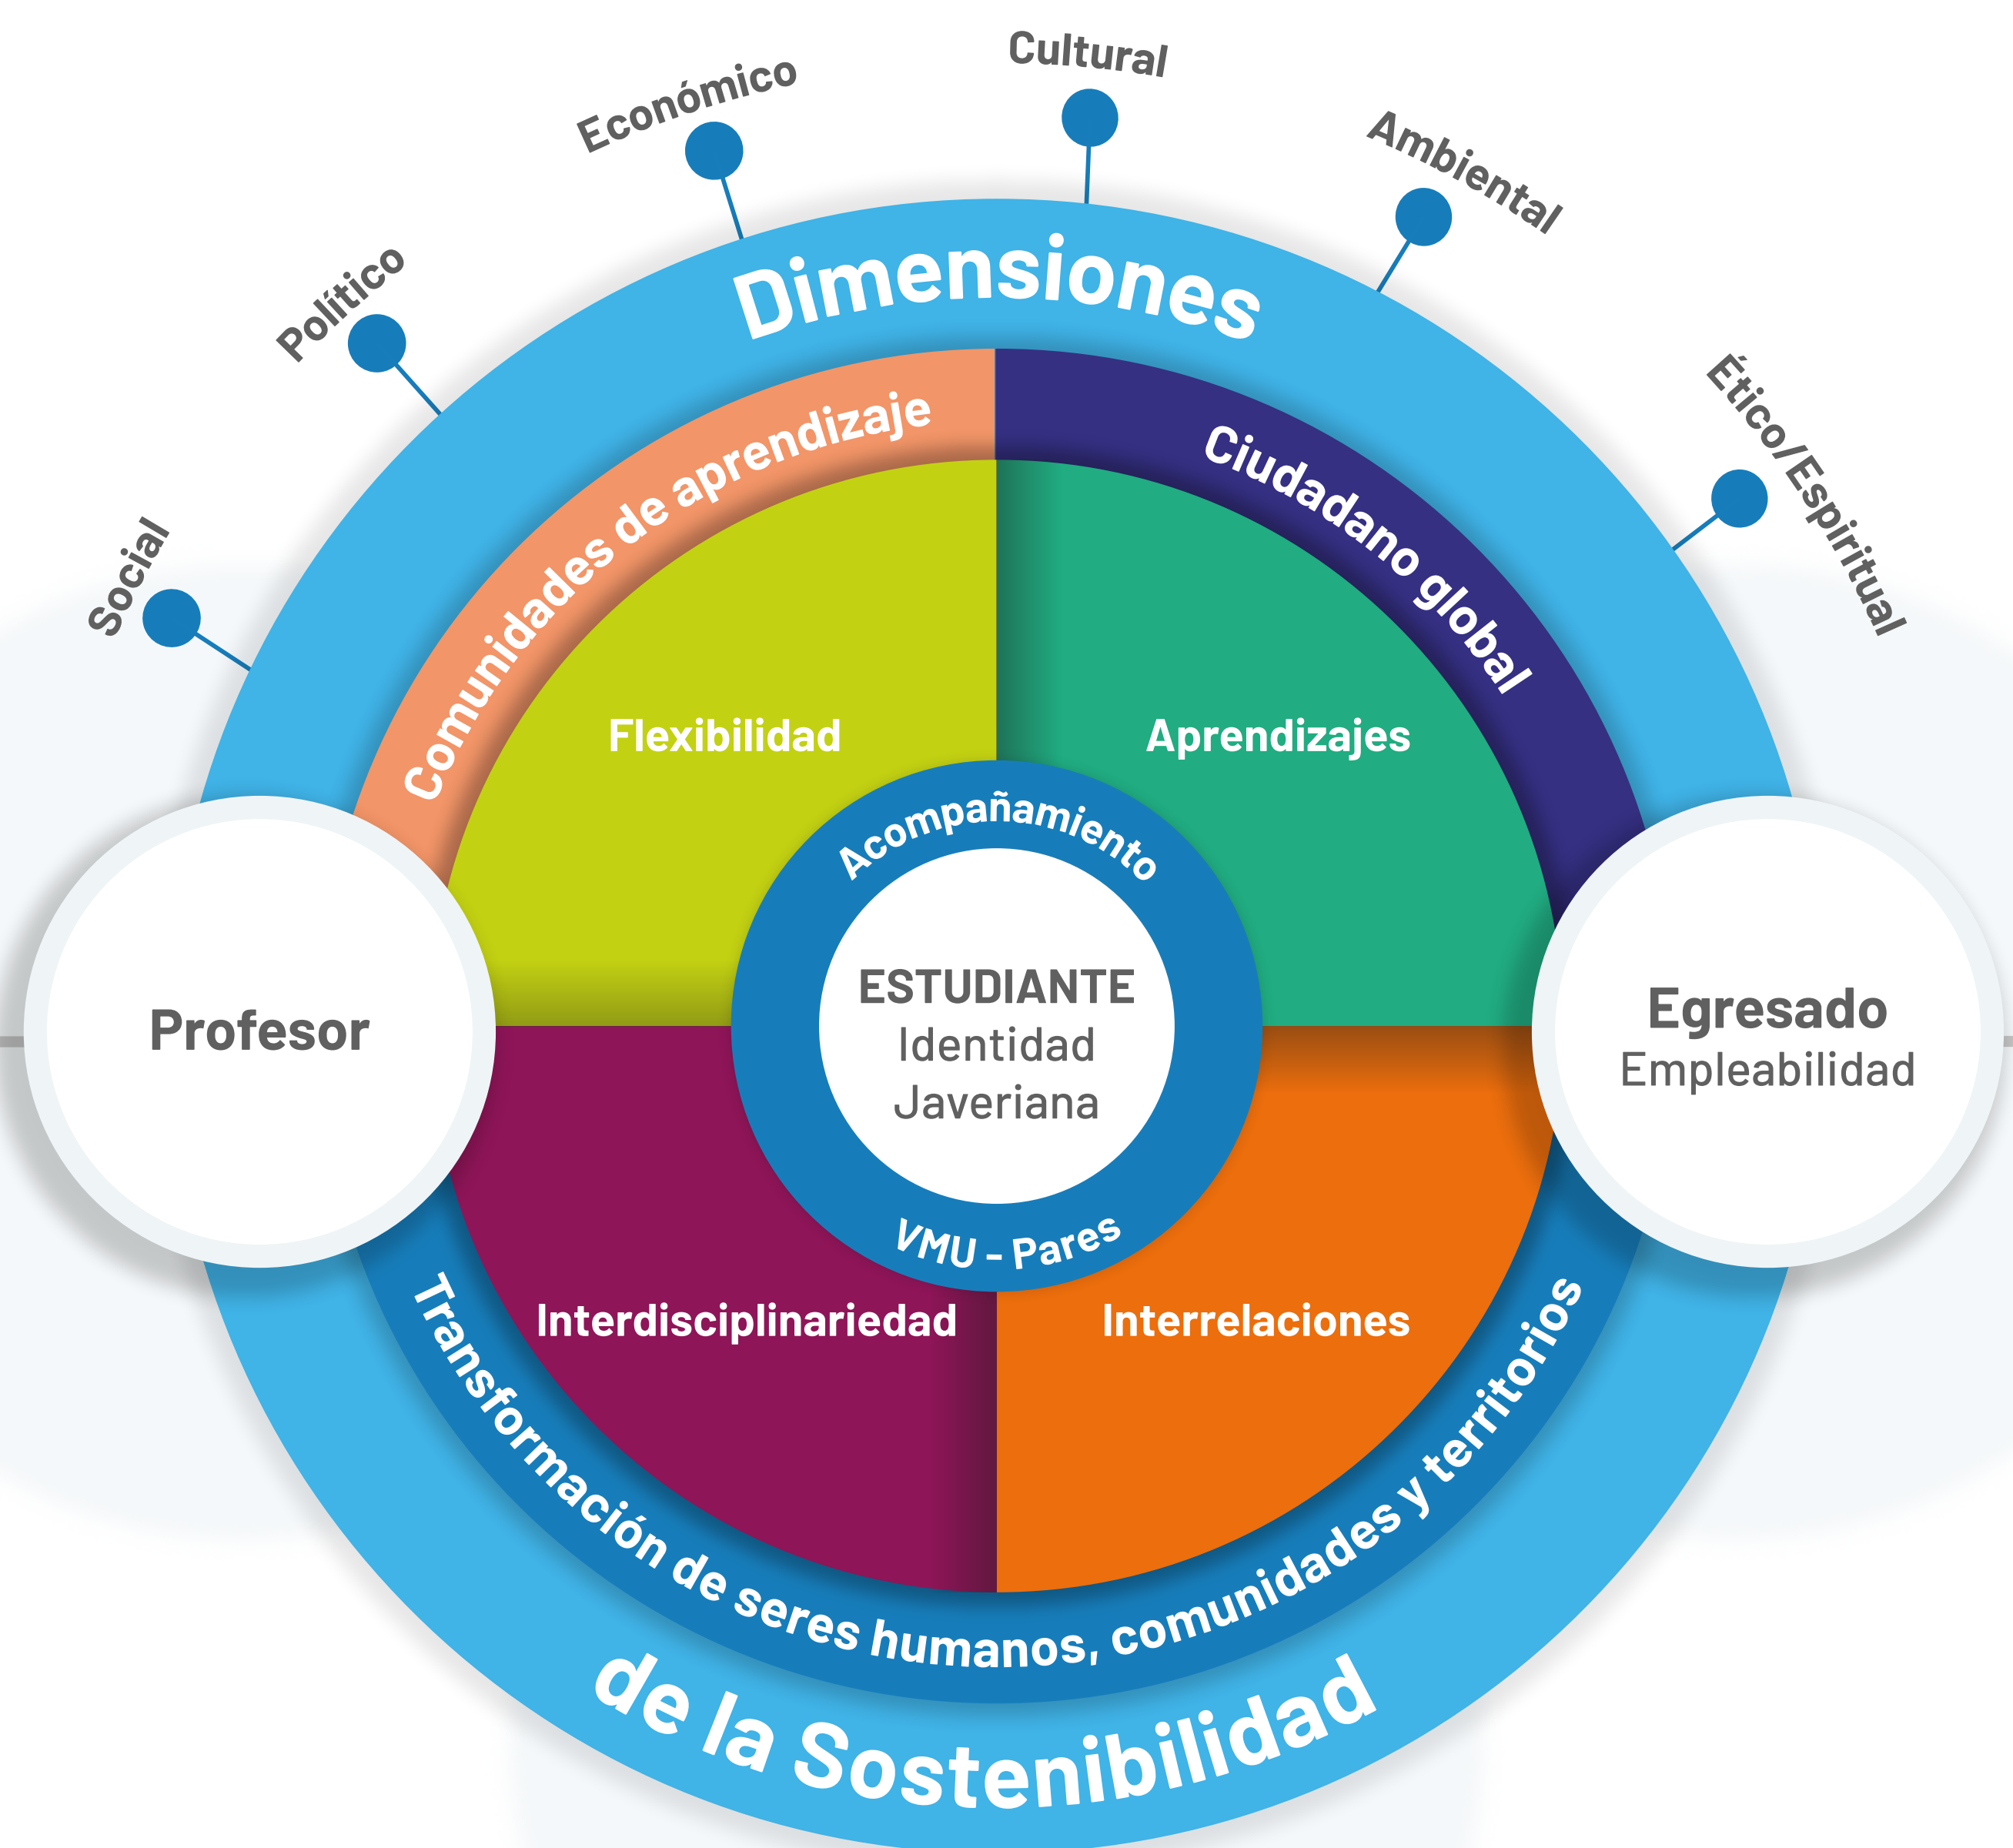 Social
Político
Económico
Cultural
Ambiental
Ético/Espiritual
Dimensiones
Comunidades de aprendizaje
Ciudadano global
Flexibilidad
Aprendizajes
Acompañamiento
ESTUDIANTE
Identidad
Javeriana
VMU - Pares
Profesor
Egresado
Empleabilidad
Interdisciplinariedad
Interrelaciones
Transformación de seres humanos, comunidades y territorios
de la Sostenibilidad